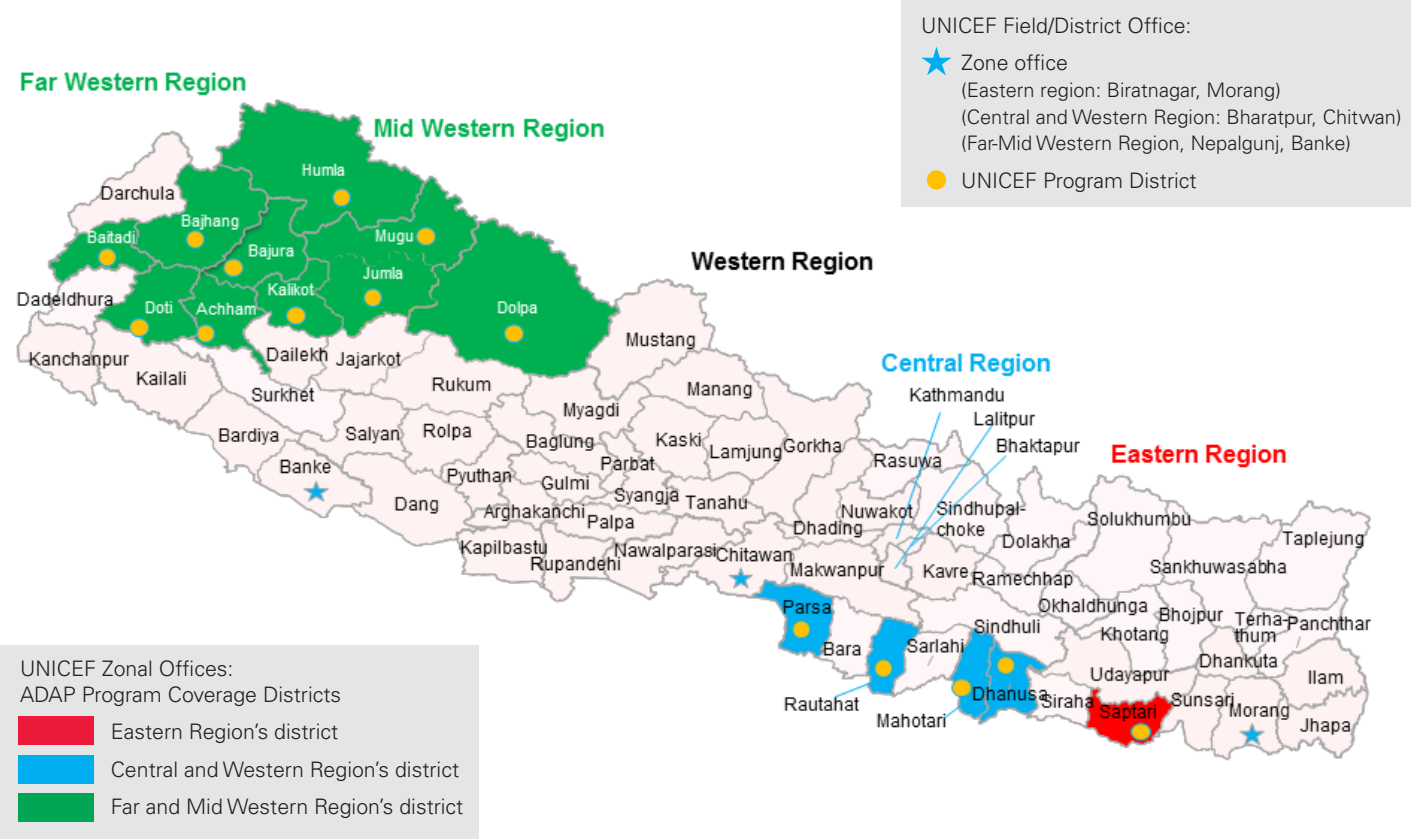 UNICEF Field/District Office:
Zone office
(Eastern region: Biratnagar, Morang)
(Central and Western Region: Bharatpur, Chitwan)
(Far-Mid Western Region, Nepalgunj, Banke)
UNICEF Program District
Far Western Region
Mid Western Region
Western Region
Central Region
Eastern Region
Humla
Darchula
Bajhang
Baitadi
Mugu
Bajura
Jumla
Kalikot
Dadeldhura
Doti
Achham
Dolpa
Kanchanpur
Kailali
Dailekh
Jajarkot
Mustang
Rukum
Surkhet
Manang
Kathmandu
Lalitpur
Bhaktapur
Myagdi
Bardiya
Salyan
Rolpa
Baglung
Kaski
Lamjung
Gorkha
Rasuwa
Banke
Pyuthan
Parbat
Gulmi
Syangja
Tanahu
Dang
Arghakanchi
Palpa
Nuwakot
Sindhupal-
choke
Dhading
Dolakha
Solukhumbu
Taplejung
Kapilbastu
Rupandehi
Nawalparasi
Chitawan
Makwanpur
Kavre
Ramechhap
Sankhuwasabha
Parsa
Okhaldhunga
Bhojpur
Terha-
thum
Panchthar
Sindhuli
Khotang
Bara
Sarlahi
Dhankuta
Udayapur
Ilam
Rautahat
Mahotari
Dhanusa
Siraha
Saptari
Sunsari
Morang
Jhapa
UNICEF Zonal Offices:
ADAP Program Coverage Districts
Eastern Region's district
Central and Western Region's district
Far and Mid Western Region's district